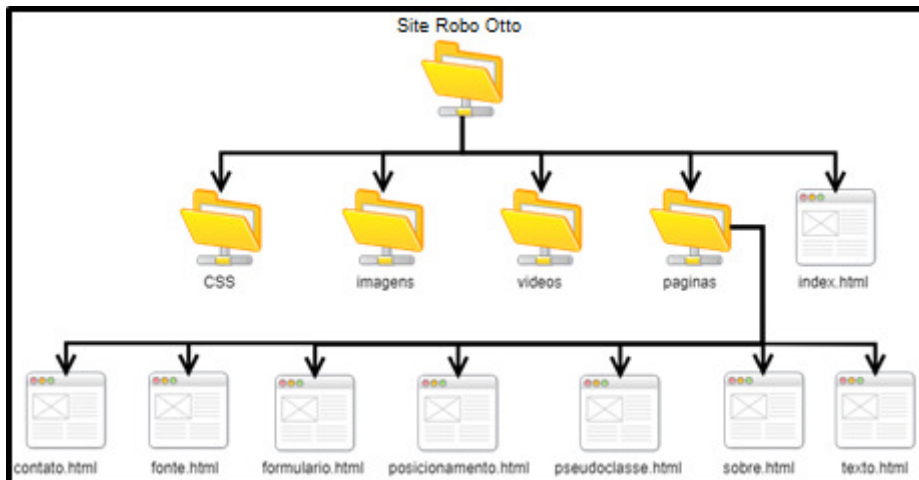 Site Robo Otto
CSS
imagens
videos
paginas
index.html
contato.html
fonte.html
formulario.html
posicionamento.html
pseudoclasse.html
sobre.html
texto.html